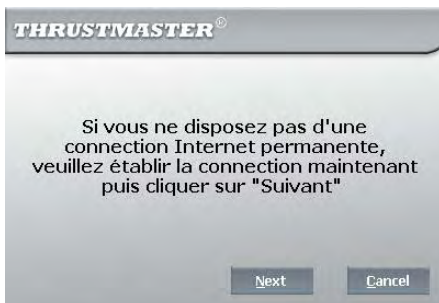 THRUSTMASTER®
Si vous ne disposez pas d'une
connection Internet permanente,
veuillez établir la connection maintenant
puis cliquer sur "Suivant"
Next Cancel